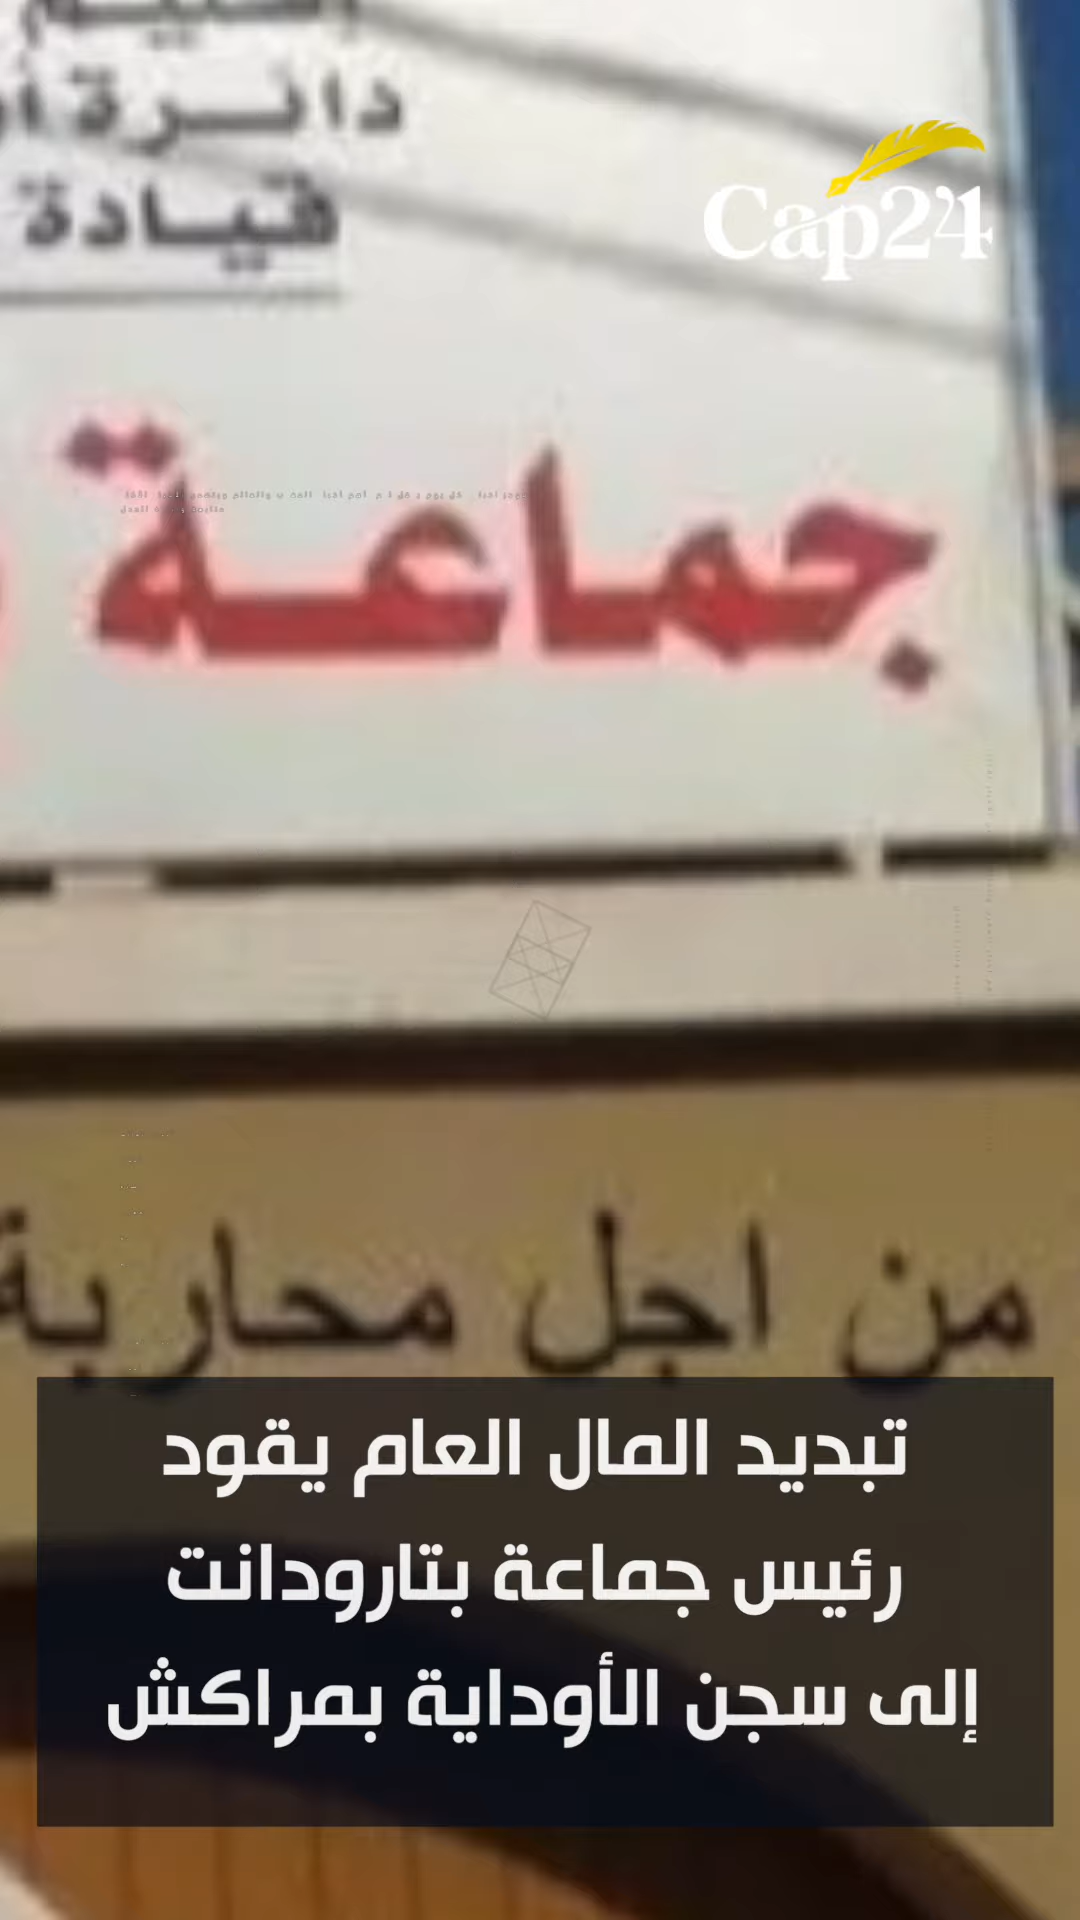 دائرة
قيادة
Cap24
جماعة
من اجل محاربة
تبديد المال العام يقود
رئيس جماعة بتارودانت
إلى سجن الأوداية بمراكش